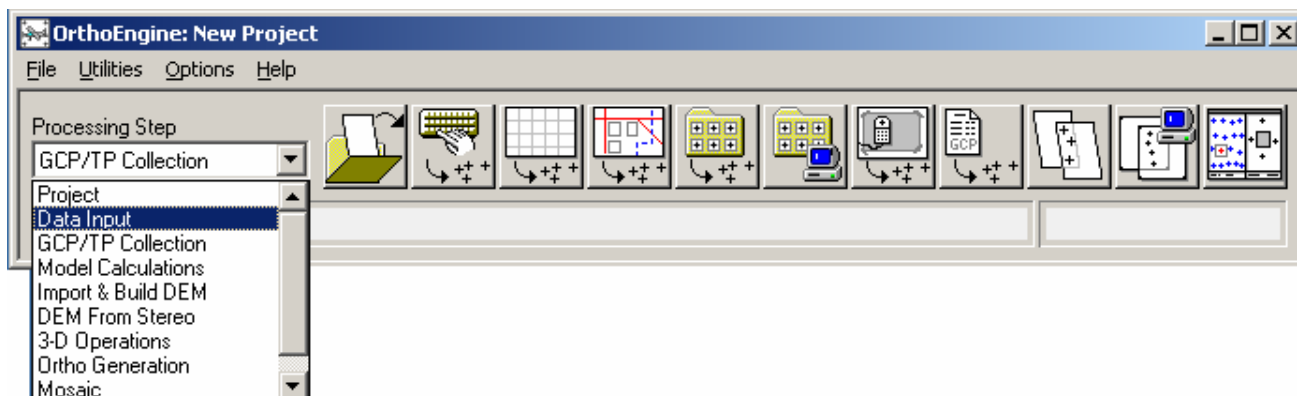 OrthoEngine: New Project
File Utilities Options Help
Processing Step
GCP/TP Collection
Project
Data Input
GCP/TP Collection
Model Calculations
Import & Build DEM
DEM From Stereo
3-D Operations
Ortho Generation
Mosaic
GCP